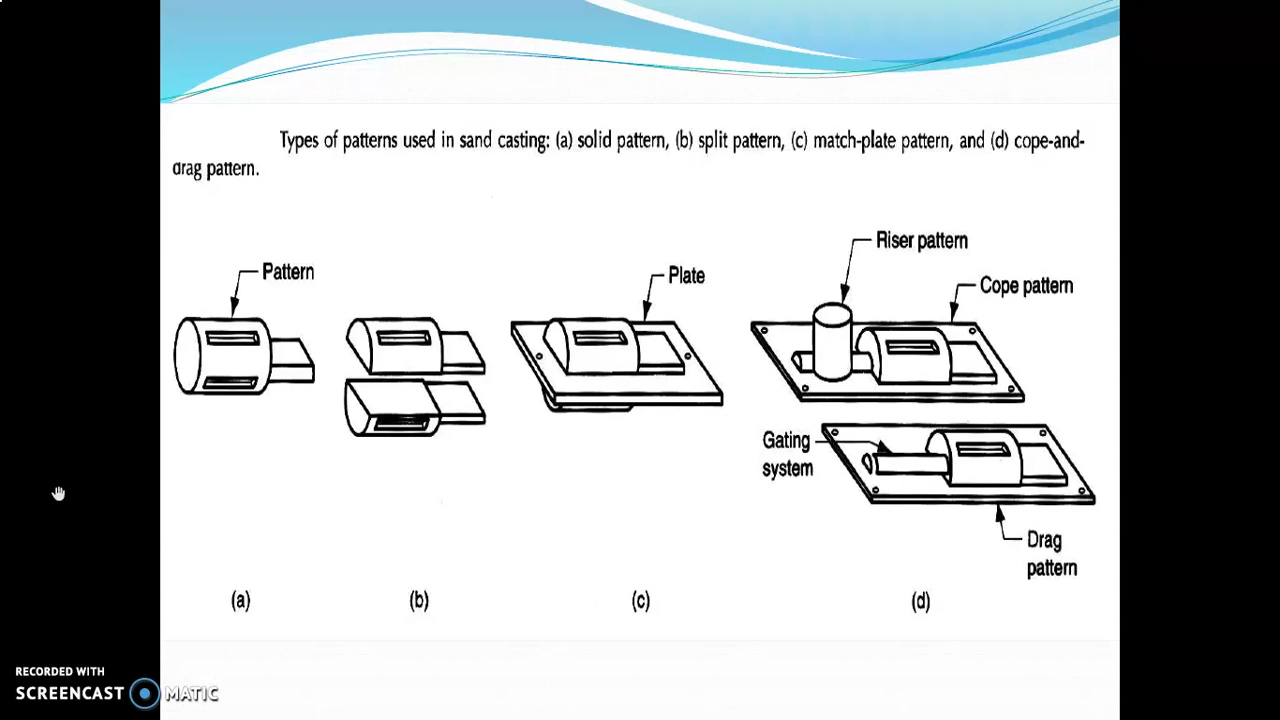 Types of patterns used in sand casting: (a) solid pattern, (b) split pattern, (c) match-plate pattern, and (d) cope-and-
drag pattern.
Riser pattern
Pattern
Plate
Cope pattern
Gating
system
Drag
pattern
(a)
(b)
(c)
(d)
RECORDED WITH
SCREENCAST MATIC